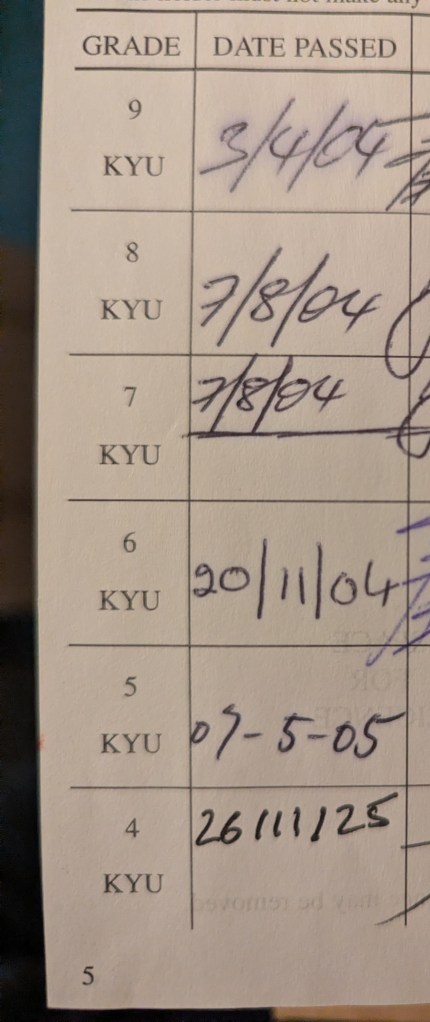 GRADE DATE PASSED
9
KYU 3/4/04
8
KYU 7/8/04
7 7/8/04
KYU
6
KYU 20/11/04
5
KYU 07-5-05
4 26/11/25
KYU
5